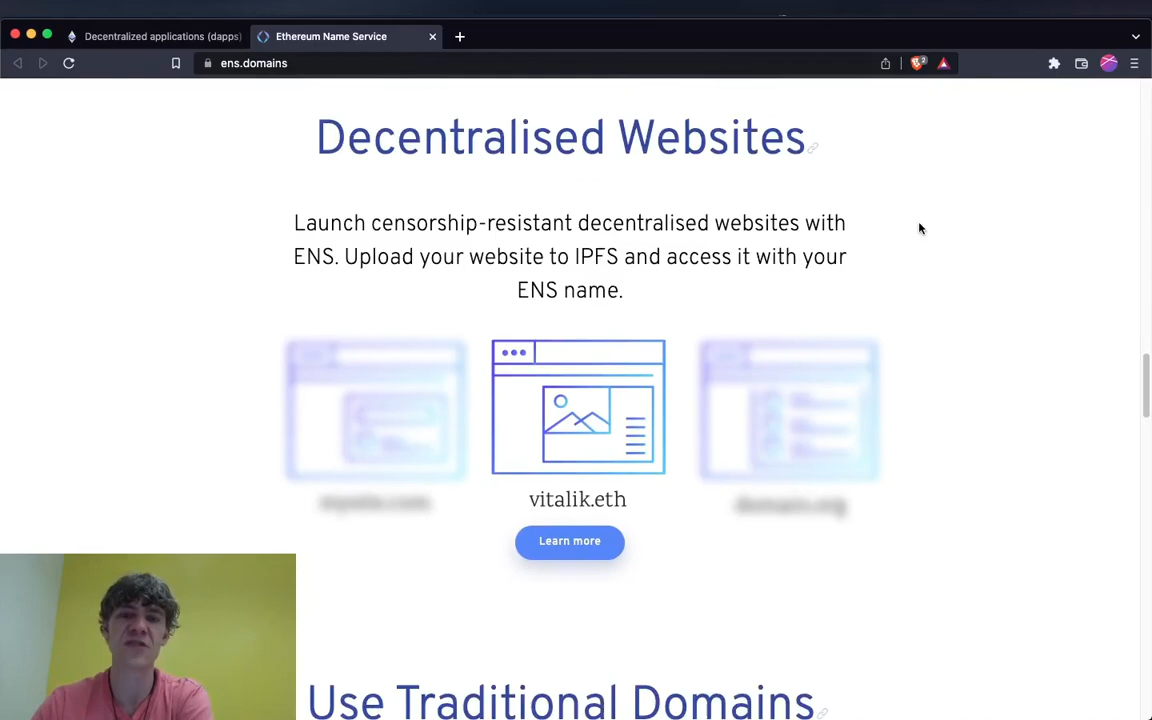 Decentralized applications (dapps)
Ethereum Name Service
ens.domains
2
Decentralised Websites
Launch censorship-resistant decentralised websites with
ENS. Upload your website to IPFS and access it with your
ENS name.
vitalik.eth
Learn more
Use Traditional Domains